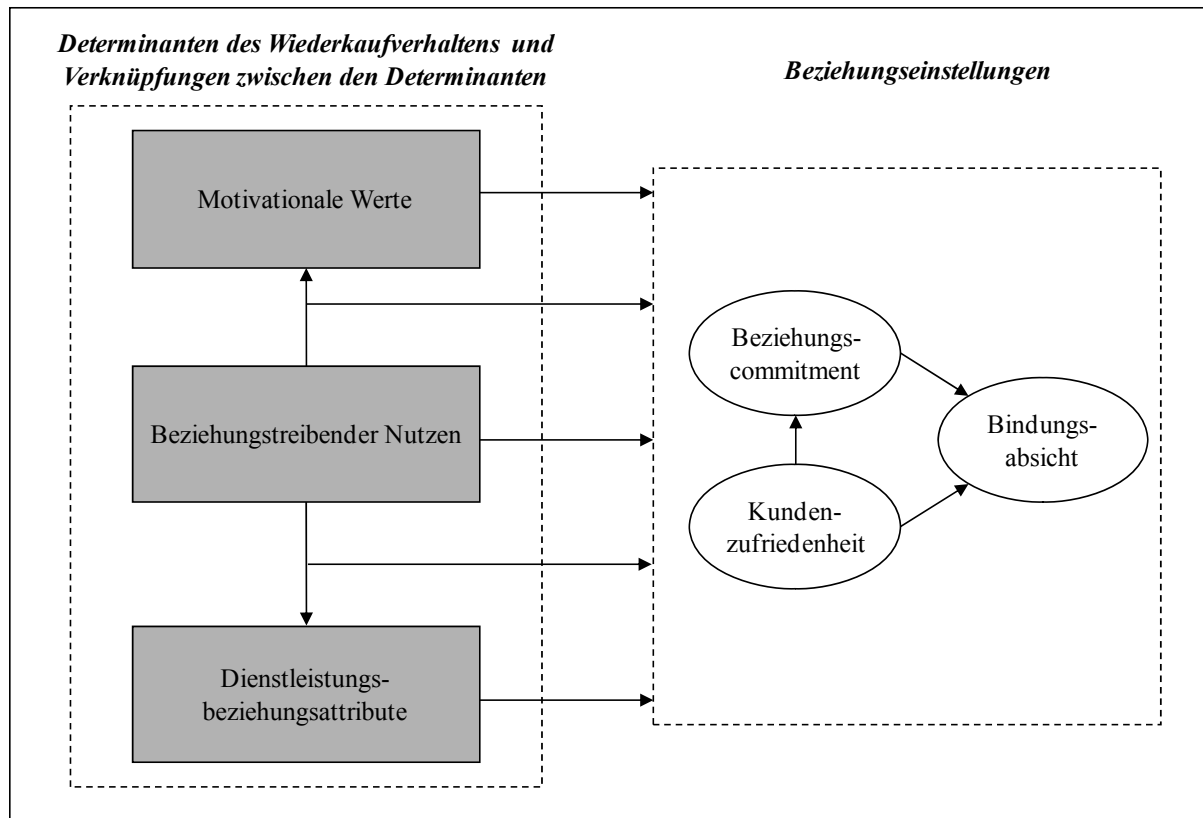 Determinanten des Wiederkaufverhaltens und
Verknüpfungen zwischen den Determinanten
Beziehungseinstellungen
Motivationale Werte
Beziehungstreibender Nutzen
Dienstleistungs-
beziehungsattribute
Beziehungs-
commitment
Kunden-
zufriedenheit
Bindungs-
absicht